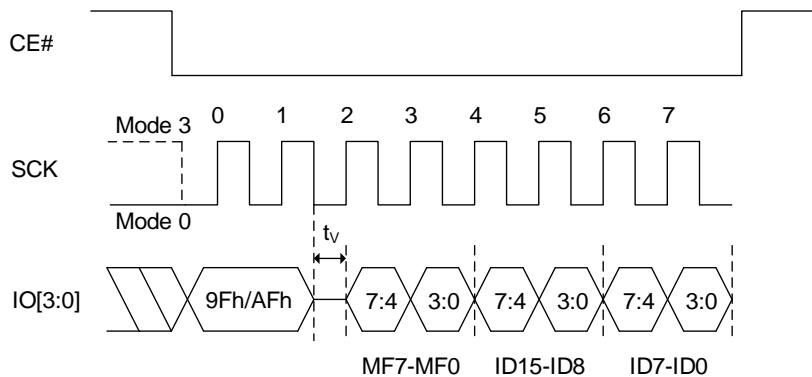 CE#
Mode 3
0 1 2 3 4 5 6 7
SCK
Mode 0
tV
IO[3:0]
9Fh/AFh 7:4 3:0 7:4 3:0 7:4 3:0
MF7-MF0 ID15-ID8 ID7-ID0